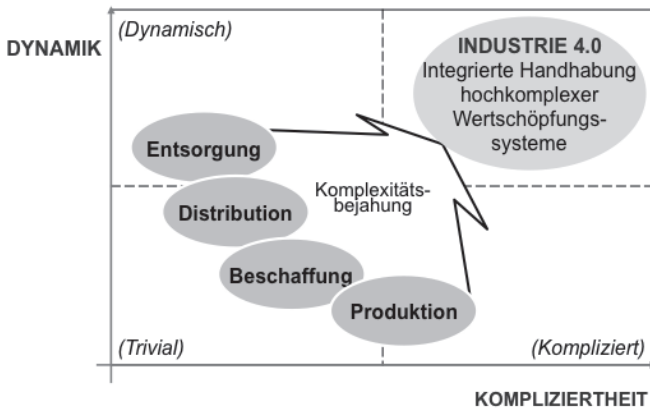 DYNAMIK
(Dynamisch)
INDUSTRIE 4.0
Integrierte Handhabung
hochkomplexer
Wertschöpfungs-
systeme
Entsorgung
Komplexitäts-
bejahung
Distribution
Beschaffung
Produktion
(Trivial)
(Kompliziert)
KOMPLIZIERTHEIT